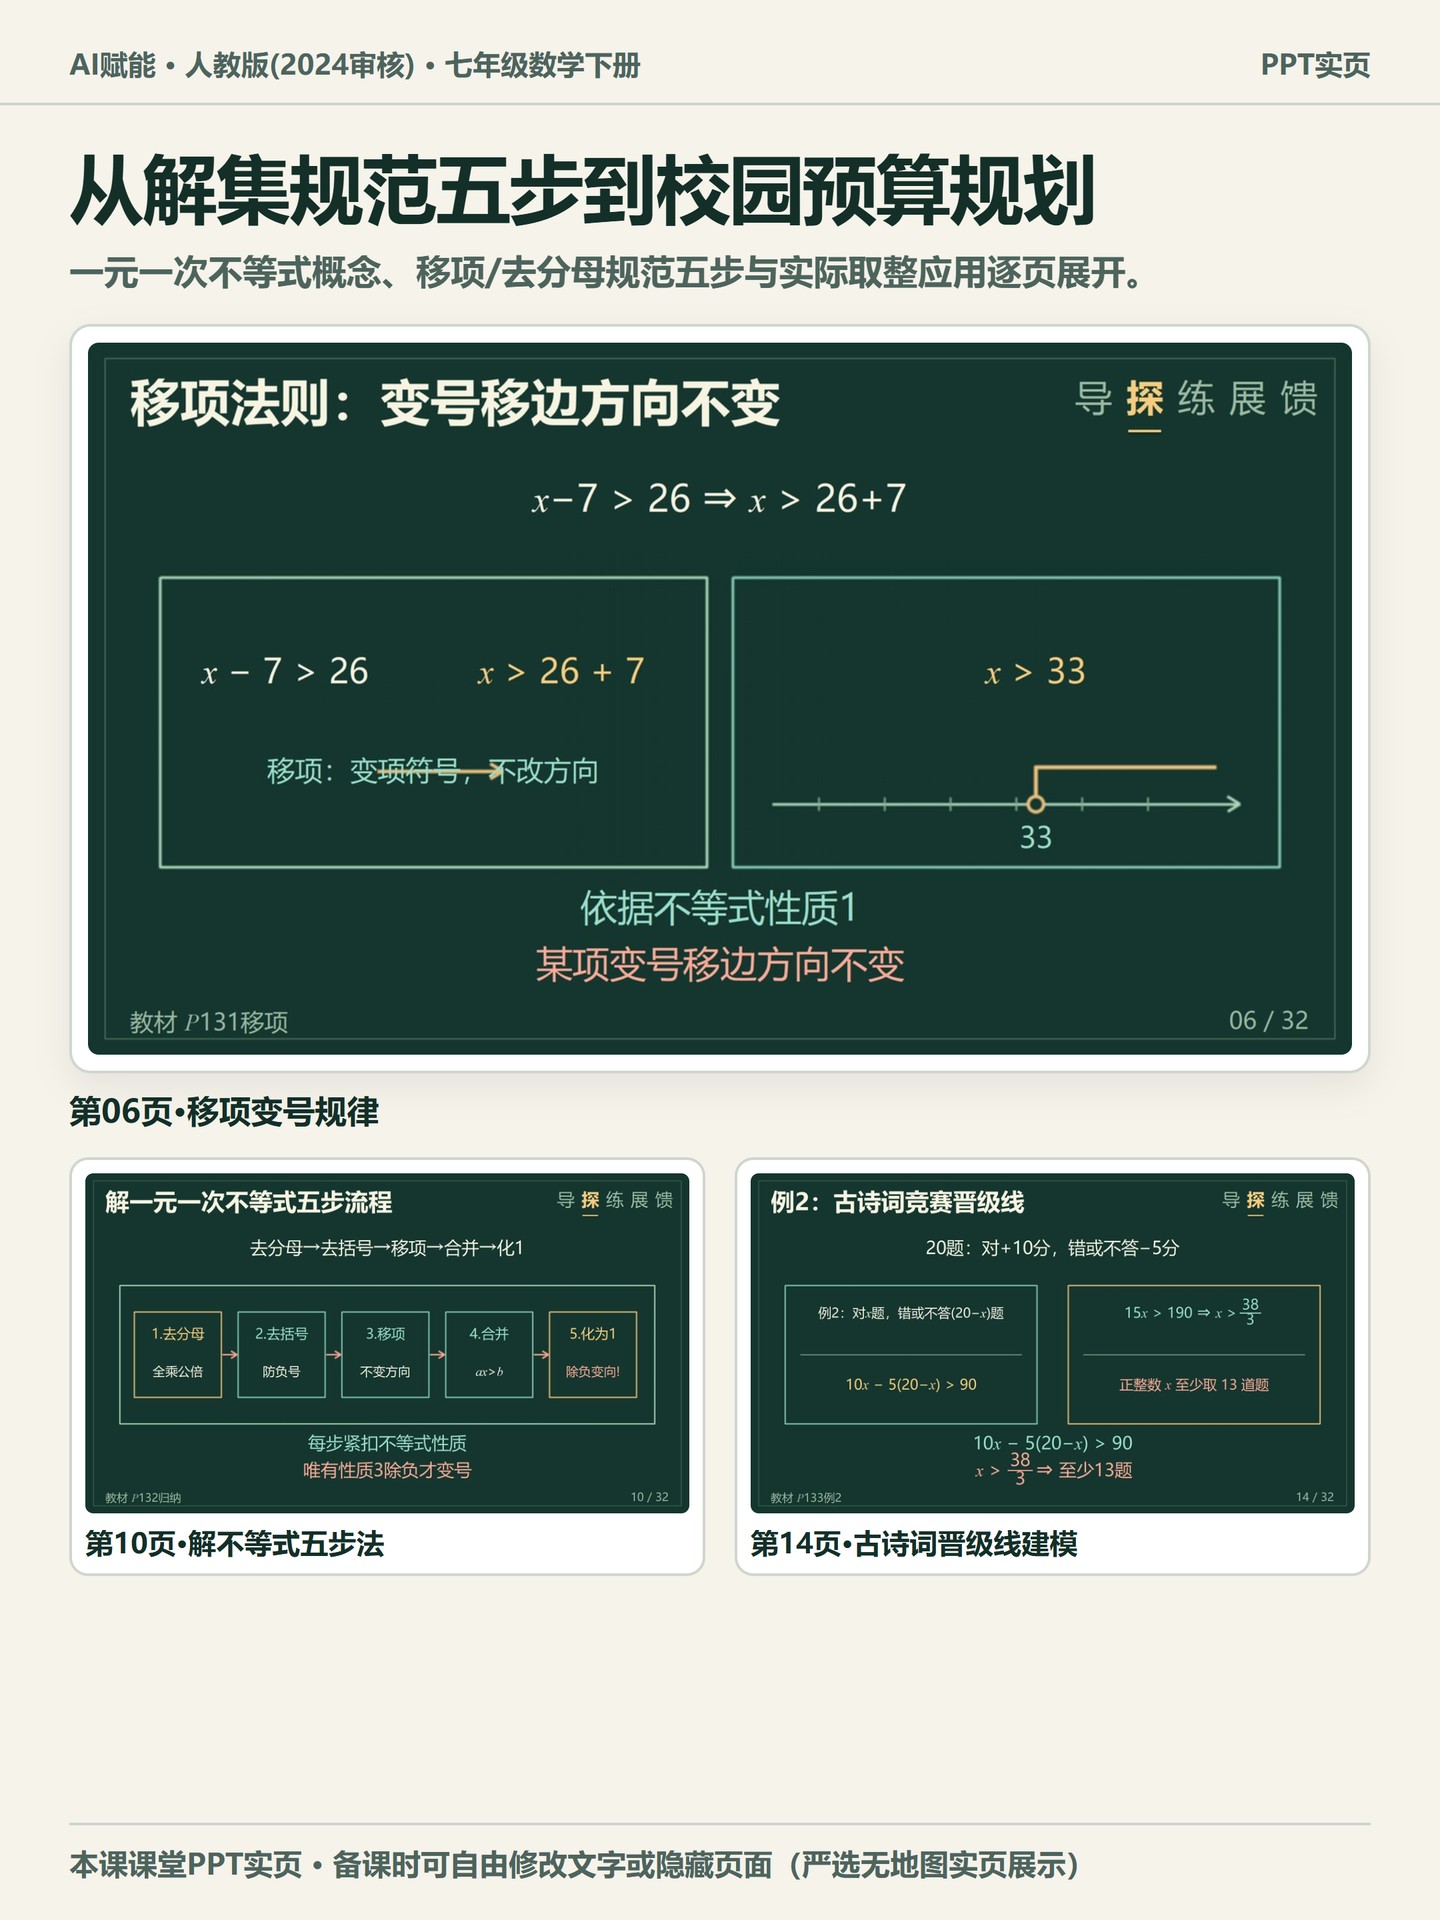 AI赋能 • 人教版(2024审核) • 七年级数学下册
PPT实页
从解集规范五步到校园预算规划
一元一次不等式概念、移项/去分母规范五步与实际取整应用逐页展开。
移项法则：变号移边方向不变
导 探 练 展 馈
x−7 > 26 ⇒ x > 26+7
x − 7 > 26
x > 26 + 7
移项：变项符号，不改方向
x > 33
33
依据不等式性质1
某项变号移边方向不变
教材 P131移项
06 / 32
第06页•移项变号规律
解一元一次不等式五步流程
导 探 练 展 馈
去分母→去括号→移项→合并→化1
1.去分母
全乘公倍
2.去括号
防负号
3.移项
不变方向
4.合并
ax>b
5.化为1
除负变向!
每步紧扣不等式性质
唯有性质3除负才变号
教材 P132归纳
10 / 32
第10页•解不等式五步法
例2：古诗词竞赛晋级线
导 探 练 展 馈
20题：对+10分，错或不答−5分
例2：对x题，错或不答(20−x)题
10x − 5(20−x) > 90
15x > 190 ⇒ x > 38/3
正整数 x 至少取 13 道题
10x − 5(20−x) > 90
x > 38/3 ⇒ 至少13题
教材 P133例2
14 / 32
第14页•古诗词晋级线建模
本课课堂PPT实页 • 备课时可自由修改文字或隐藏页面（严选无地图实页展示）